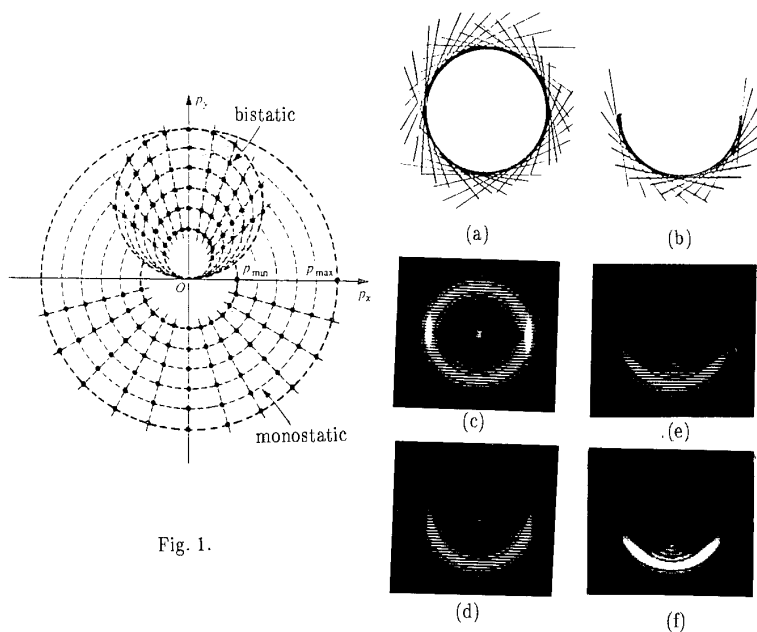 p_y
bistatic
p_min
p_max
O
p_x
monostatic
Fig. 1.
(a)
(b)
(c)
(e)
(d)
(f)